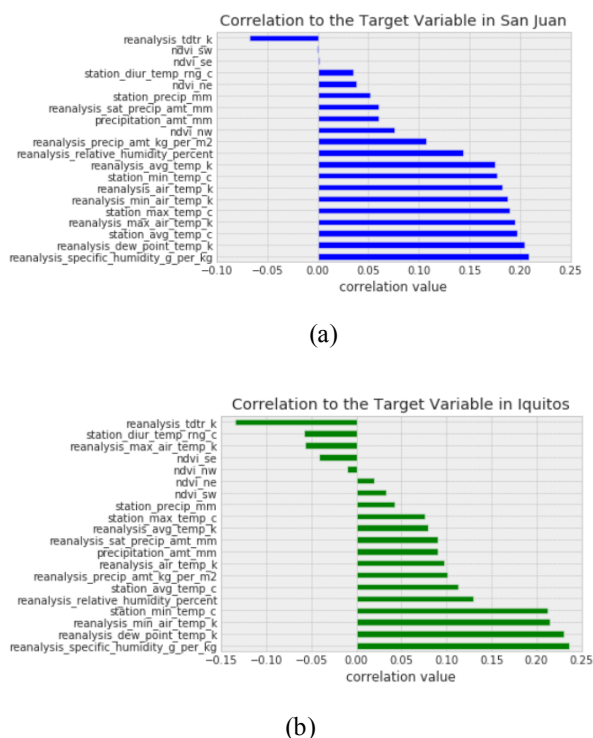 Correlation to the Target Variable in San Juan
reanalysis_tdtr_k
ndvi_sw
ndvi_se
station_diur_temp_rng_c
ndvi_ne
station_precip_mm
reanalysis_sat_precip_amt_mm
precipitation_amt_mm
ndvi_nw
reanalysis_precip_amt_kg_per_m2
reanalysis_relative_humidity_percent
reanalysis_avg_temp_k
station_min_temp_c
reanalysis_air_temp_k
reanalysis_min_air_temp_k
station_max_temp_c
reanalysis_max_air_temp_k
station_avg_temp_c
reanalysis_dew_point_temp_k
reanalysis_specific_humidity_g_per_kg
−0.10 −0.05 0.00 0.05 0.10 0.15 0.20 0.25
correlation value
(a)
Correlation to the Target Variable in Iquitos
reanalysis_tdtr_k
station_diur_temp_rng_c
reanalysis_max_air_temp_k
ndvi_se
ndvi_nw
ndvi_ne
ndvi_sw
station_precip_mm
station_max_temp_c
reanalysis_avg_temp_k
reanalysis_sat_precip_amt_mm
precipitation_amt_mm
reanalysis_air_temp_k
reanalysis_precip_amt_kg_per_m2
station_avg_temp_c
reanalysis_relative_humidity_percent
station_min_temp_c
reanalysis_min_air_temp_k
reanalysis_dew_point_temp_k
reanalysis_specific_humidity_g_per_kg
−0.15 −0.10 −0.05 0.00 0.05 0.10 0.15 0.20 0.25
correlation value
(b)